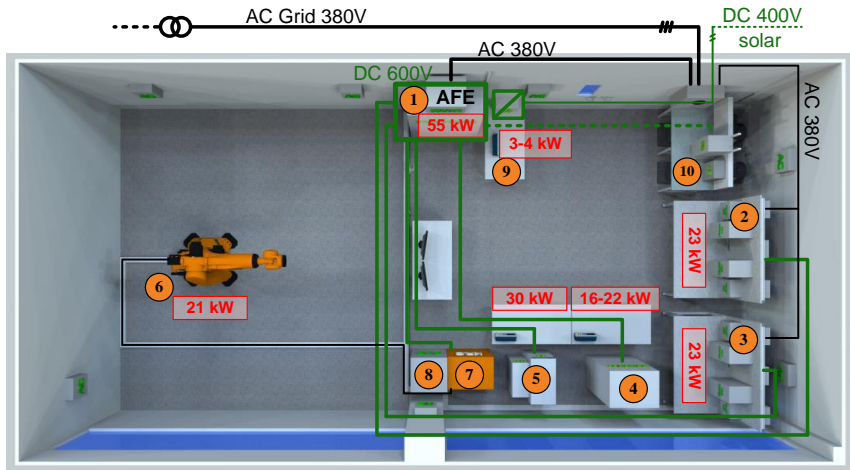 AC Grid 380V
DC 400V
solar
AC 380V
DC 600V
1
AFE
55 kW
AC 380V
3-4 kW
9
10
2
23 kW
6
21 kW
30 kW
16-22 kW
3
23 kW
8
7
5
4